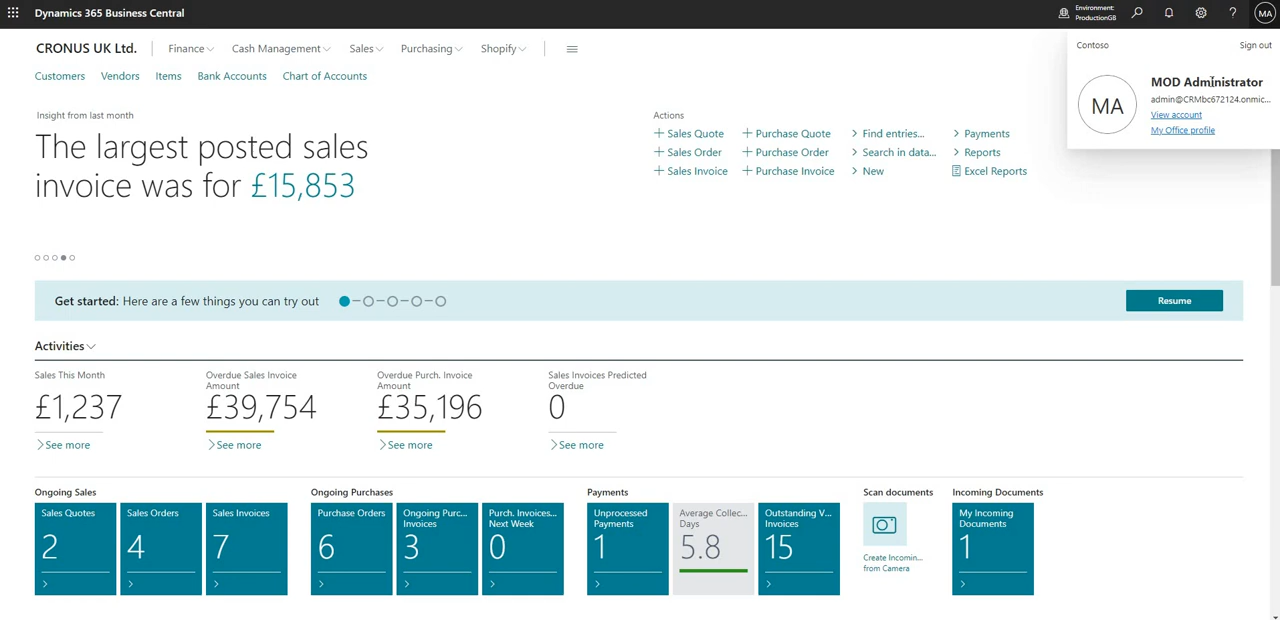 Dynamics 365 Business Central
Environment:
ProductionGB
MA
CRONUS UK Ltd.
Finance
Cash Management
Sales
Purchasing
Shopify
Contoso
Sign out
Customers
Vendors
Items
Bank Accounts
Chart of Accounts
MA
MOD Administrator
admin@CRMbc672124.onmic...
View account
My Office profile
Insight from last month
The largest posted sales
invoice was for £15,853
Actions
+ Sales Quote
+ Purchase Quote
> Find entries...
> Payments
+ Sales Order
+ Purchase Order
> Search in data...
> Reports
+ Sales Invoice
+ Purchase Invoice
> New
Excel Reports
Get started: Here are a few things you can try out
Resume
Activities
Sales This Month
£1,237
> See more
Overdue Sales Invoice
Amount
£39,754
> See more
Overdue Purch. Invoice
Amount
£35,196
> See more
Sales Invoices Predicted
Overdue
0
> See more
Ongoing Sales
Sales Quotes
2
Sales Orders
4
Sales Invoices
7
Ongoing Purchases
Purchase Orders
6
Ongoing Purc...
Invoices
3
Purch. Invoices...
Next Week
0
Payments
Unprocessed
Payments
1
Average Collec...
Days
5.8
Outstanding V...
Invoices
15
Scan documents
Create Incomin...
from Camera
Incoming Documents
My Incoming
Documents
1